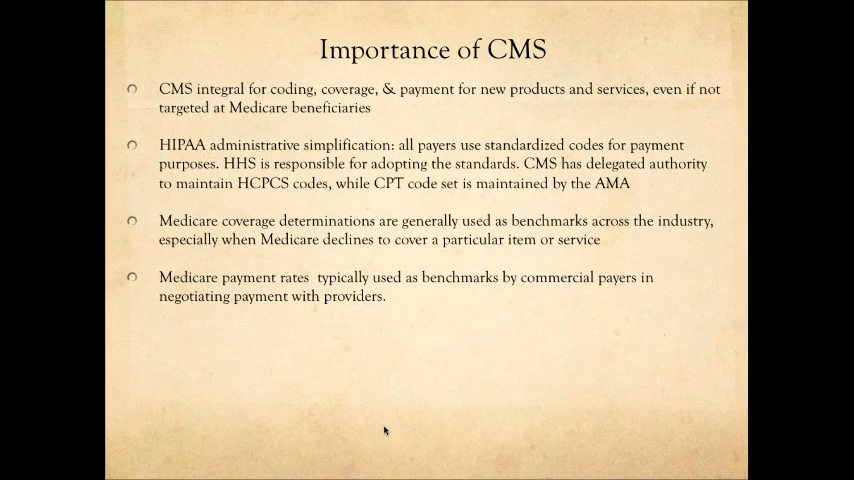 Importance of CMS
CMS integral for coding, coverage, & payment for new products and services, even if not
targeted at Medicare beneficiaries
HIPAA administrative simplification: all payers use standardized codes for payment
purposes. HHS is responsible for adopting the standards. CMS has delegated authority
to maintain HCPCS codes, while CPT code set is maintained by the AMA
Medicare coverage determinations are generally used as benchmarks across the industry,
especially when Medicare declines to cover a particular item or service
Medicare payment rates  typically used as benchmarks by commercial payers in
negotiating payment with providers.